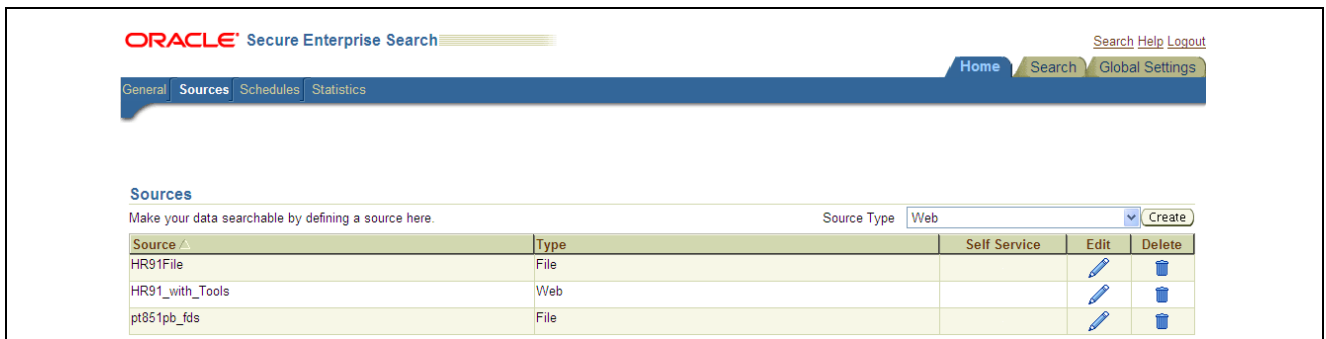 ORACLE Secure Enterprise Search
Search Help Logout
Home Search Global Settings
General Sources Schedules Statistics
Sources
Make your data searchable by defining a source here. Source Type Web Create
Source Type Self Service Edit Delete
HR91File File
HR91_with_Tools Web
pt851pb_fds File